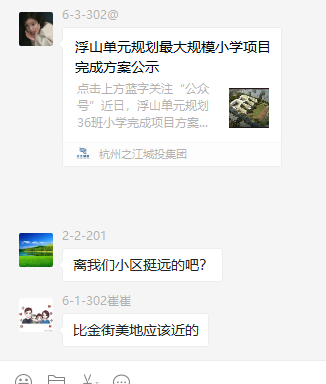 6-3-302@
浮山单元规划最大规模小学项目
完成方案公示
点击上方蓝字关注“公众
号”近日，浮山单元规划
36班小学完成项目方案...
杭州之江城投集团
2-2-201
离我们小区挺远的吧？
6-1-302崔崔
比金街美地应该近的